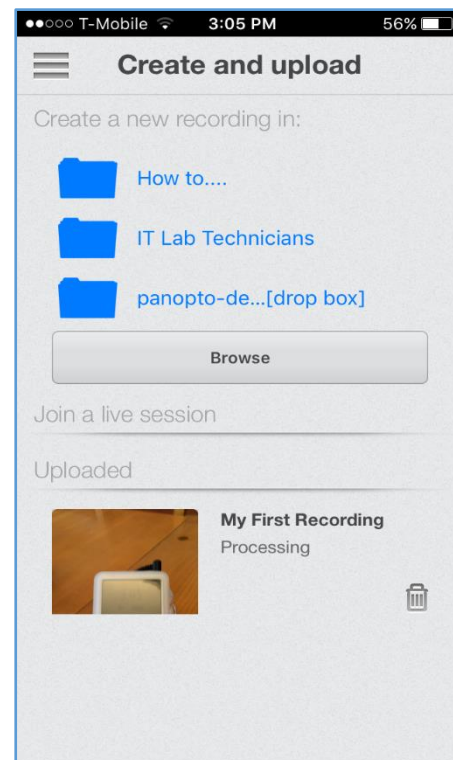 T-Mobile 3:05 PM 56%
Create and upload
Create a new recording in:
How to....
IT Lab Technicians
panopto-de...[drop box]
Browse
Join a live session
Uploaded
My First Recording
Processing